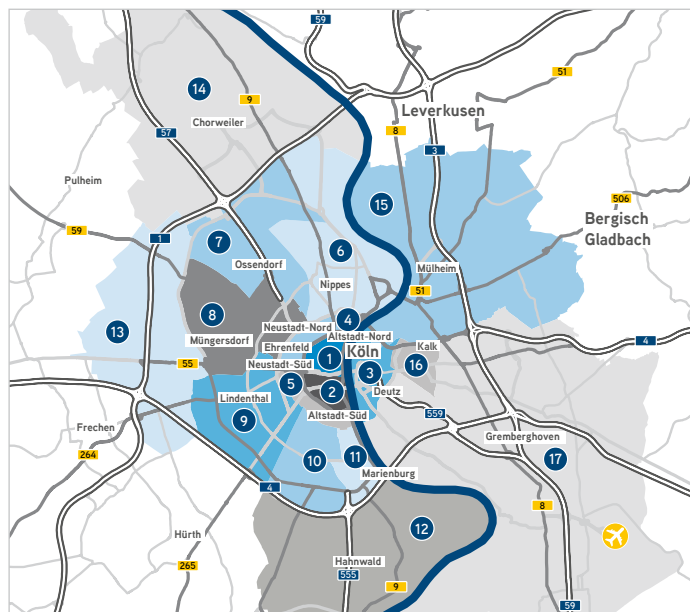 59
51
14
9
Chorweiler
Leverkusen
57
8
3
Pulheim
506
15
59
1
Bergisch
Gladbach
7
6
Ossendorf
Mülheim
Nippes
51
8
4
13
Müngersdorf
Neustadt-Nord
Altstadt-Nord
Ehrenfeld
Köln
Kalk
4
1
55
Neustadt-Süd
16
3
5
2
Deutz
Lindenthal
Altstadt-Süd
9
559
Frechen
Gremberghoven
264
10
11
17
Marienburg
4
8
12
Hürth
Hahnwald
265
555
9
59